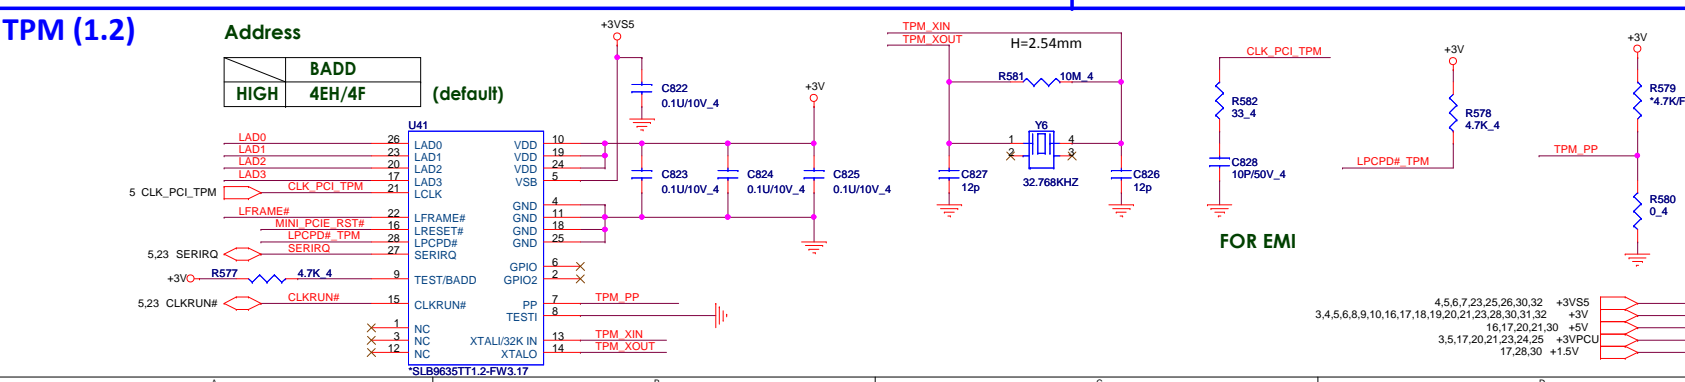 TPM (1.2)
Address
BADD
HIGH 4EH/4F (default)
+3VS5
C822
0.1U/10V_4
+3V
U41
LAD0 26 LAD0 VDD 10
LAD1 23 LAD1 VDD 19
LAD2 20 LAD2 VDD 24
LAD3 17 LAD3 VSB 5
5 CLK_PCI_TPM CLK_PCI_TPM 21 LCLK
GND 4
LFRAME# 22 LFRAME# GND 11
MINI_PCIE_RST# 16 LRESET# GND 18
LPCPD#_TPM 28 LPCPD# GND 25
5,23 SERIRQ SERIRQ 27 SERIRQ
GPIO 6
+3V R577 4.7K_4 9 TEST/BADD GPIO2 2
5,23 CLKRUN# CLKRUN# 15 CLKRUN# PP 7 TPM_PP
TESTI 8
1 NC
3 NC XTALI/32K IN 13 TPM_XIN
12 NC XTALO 14 TPM_XOUT
*SLB9635TT1.2-FW3.17
C823
0.1U/10V_4
C824
0.1U/10V_4
C825
0.1U/10V_4
TPM_XIN
TPM_XOUT
H=2.54mm
R581 10M_4
Y6
1 4
2 3
32.768KHZ
C827
12p
C826
12p
CLK_PCI_TPM
R582
33_4
C828
10P/50V_4
FOR EMI
+3V
R578
4.7K_4
LPCPD#_TPM
+3V
R579
*4.7K/F
TPM_PP
R580
0_4
4,5,6,7,23,25,26,30,32 +3VS5
3,4,5,6,8,9,10,16,17,18,19,20,21,23,28,30,31,32 +3V
16,17,20,21,30 +5V
3,5,17,20,21,23,24,25 +3VPCU
17,28,30 +1.5V